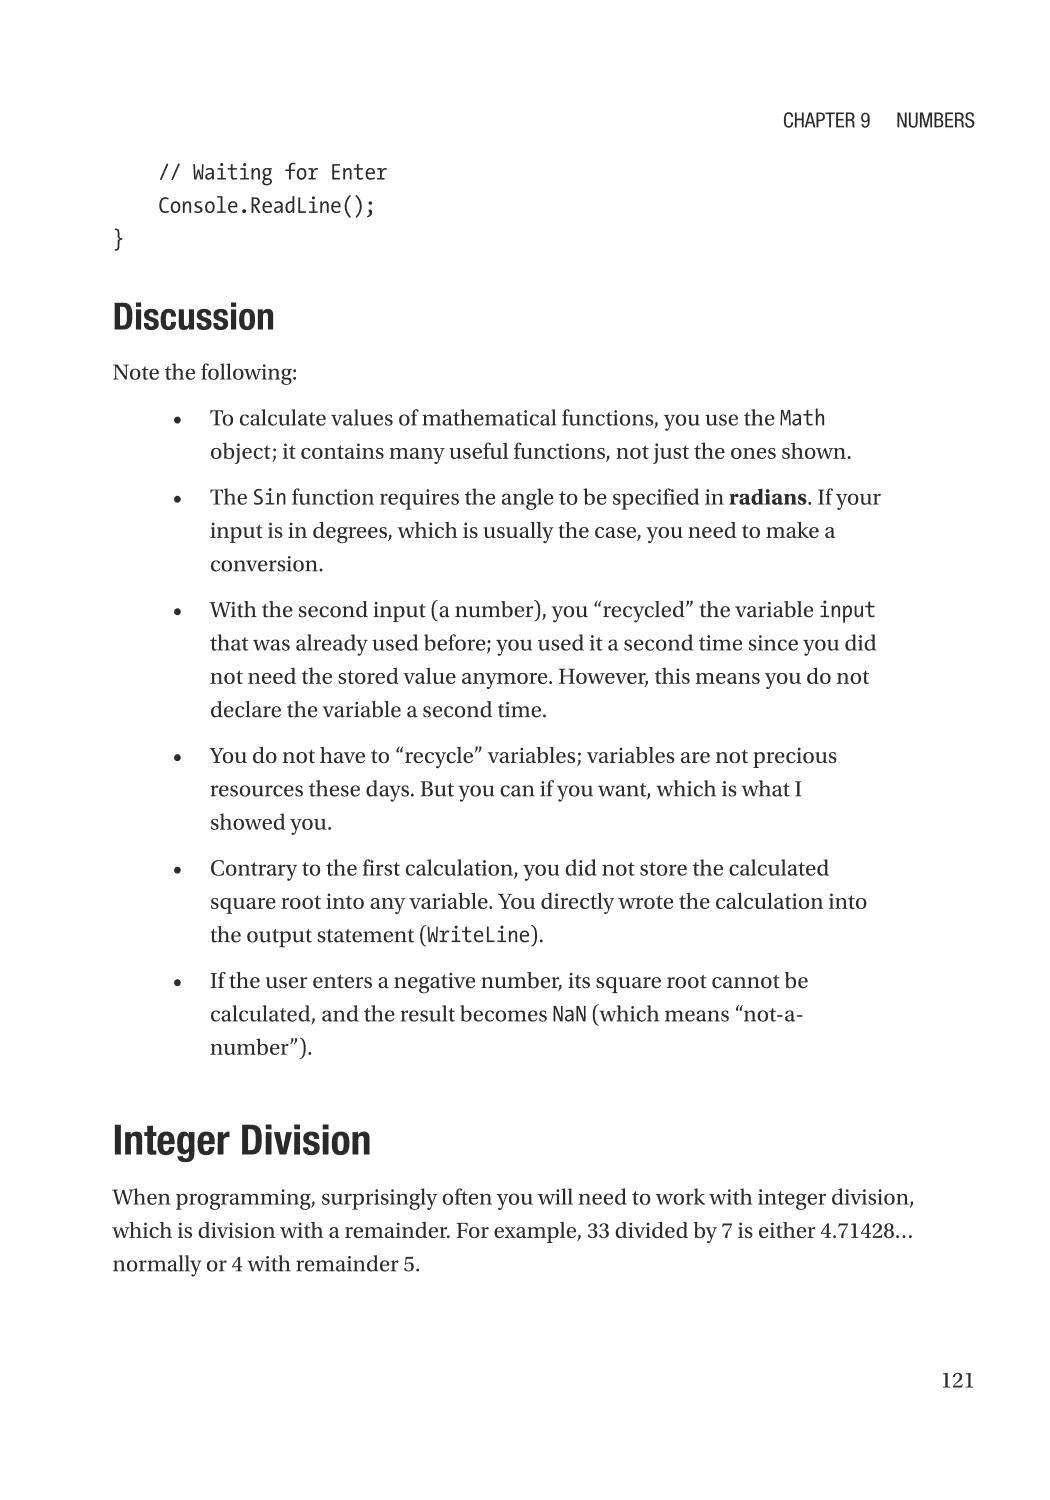 CHAPTER 9 NUMBERS
// Waiting for Enter
Console.ReadLine();
}
Discussion
Note the following:
• To calculate values of mathematical functions, you use the Math
object; it contains many useful functions, not just the ones shown.
• The Sin function requires the angle to be specified in radians. If your
input is in degrees, which is usually the case, you need to make a
conversion.
• With the second input (a number), you “recycled” the variable input
that was already used before; you used it a second time since you did
not need the stored value anymore. However, this means you do not
declare the variable a second time.
• You do not have to “recycle” variables; variables are not precious
resources these days. But you can if you want, which is what I
showed you.
• Contrary to the first calculation, you did not store the calculated
square root into any variable. You directly wrote the calculation into
the output statement (WriteLine).
• If the user enters a negative number, its square root cannot be
calculated, and the result becomes NaN (which means “not-a-
number”).
Integer Division
When programming, surprisingly often you will need to work with integer division,
which is division with a remainder. For example, 33 divided by 7 is either 4.71428…
normally or 4 with remainder 5.
121